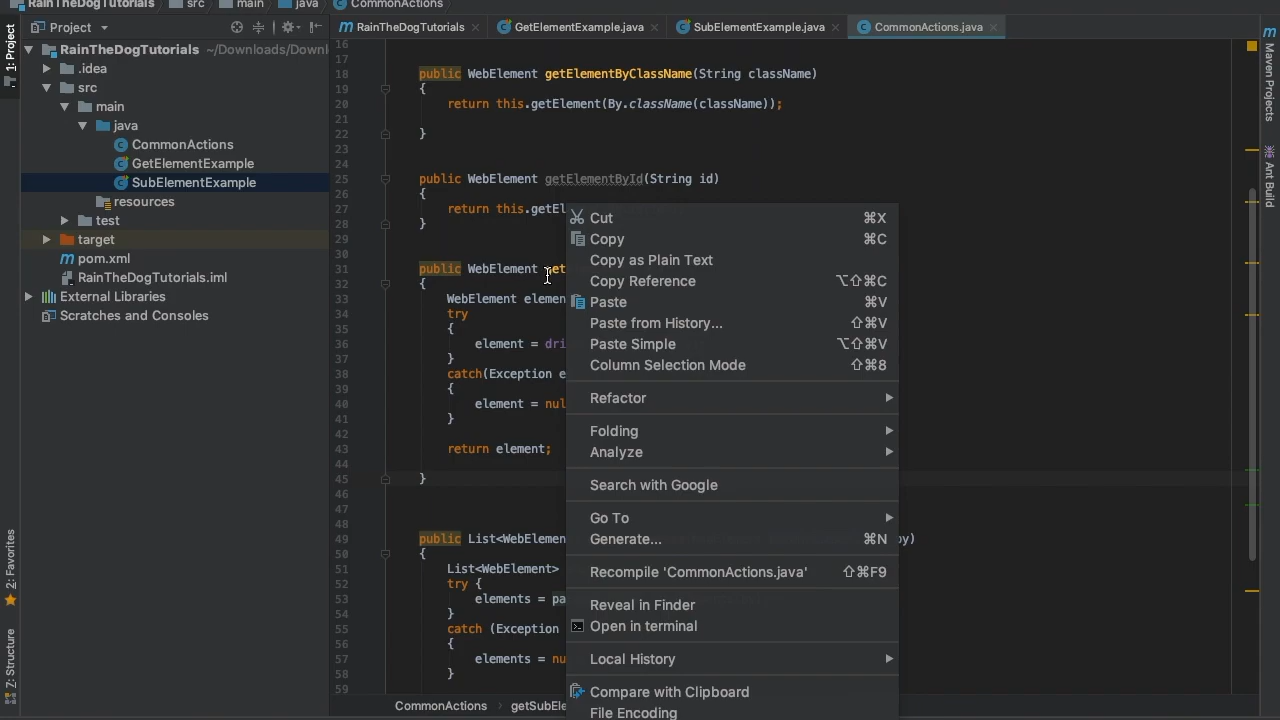 RainTheDogTutorials src main java CommonActions
Project
RainTheDogTutorials
GetElementExample.java
SubElementExample.java
CommonActions.java
1: Project
RainTheDogTutorials ~/Downloads/Downl
.idea
src
main
java
CommonActions
GetElementExample
SubElementExample
resources
test
target
pom.xml
RainTheDogTutorials.iml
External Libraries
Scratches and Consoles
2: Favorites
Z: Structure
16
17
18 public WebElement getElementByClassName(String className)
19 {
20 return this.getElement(By.className(className));
21
22 }
23
24
25 public WebElement getElementById(String id)
26 {
27 return this.getEl
28 }
29
30
31 public WebElement get
32 {
33 WebElement elemen
34 try
35 {
36 element = dri
37 }
38 catch(Exception e
39 {
40 element = nul
41 }
42
43 return element;
44
45 }
46
47
48
49 public List<WebElemen y)
50 {
51 List<WebElement>
52 try {
53 elements = pa
54 }
55 catch (Exception
56 {
57 elements = nu
58 }
59
Cut ⌘X
Copy ⌘C
Copy as Plain Text
Copy Reference ⌥⇧⌘C
Paste ⌘V
Paste from History... ⇧⌘V
Paste Simple ⌥⇧⌘V
Column Selection Mode ⇧⌘8
Refactor
Folding
Analyze
Search with Google
Go To
Generate... ⌘N
Recompile 'CommonActions.java' ⇧⌘F9
Reveal in Finder
Open in terminal
Local History
Compare with Clipboard
File Encoding
CommonActions getSubEle
Maven Projects
Ant Build